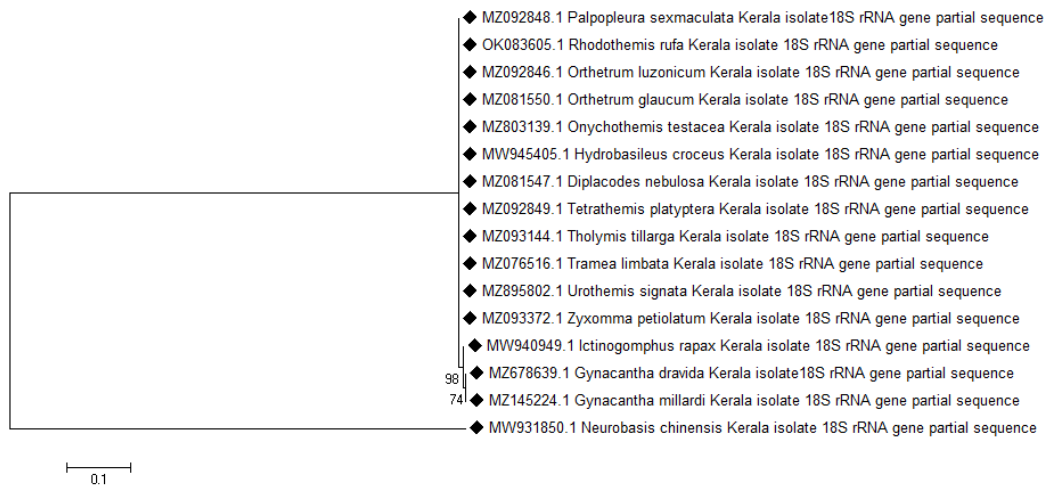 MZ092848.1 Palpopleura sexmaculata Kerala isolate18S rRNA gene partial sequence
OK083605.1 Rhodothemis rufa Kerala isolate 18S rRNA gene partial sequence
MZ092846.1 Orthetrum luzonicum Kerala isolate 18S rRNA gene partial sequence
MZ081550.1 Orthetrum glaucum Kerala isolate 18S rRNA gene partial sequence
MZ803139.1 Onychothemis testacea Kerala isolate 18S rRNA gene partial sequence
MW945405.1 Hydrobasileus croceus Kerala isolate 18S rRNA gene partial sequence
MZ081547.1 Diplacodes nebulosa Kerala isolate 18S rRNA gene partial sequence
MZ092849.1 Tetrathemis platyptera Kerala isolate 18S rRNA gene partial sequence
MZ093144.1 Tholymis tillarga Kerala isolate 18S rRNA gene partial sequence
MZ076516.1 Tramea limbata Kerala isolate 18S rRNA gene partial sequence
MZ895802.1 Urothemis signata Kerala isolate 18S rRNA gene partial sequence
MZ093372.1 Zyxomma petiolatum Kerala isolate 18S rRNA gene partial sequence
MW940949.1 Ictinogomphus rapax Kerala isolate 18S rRNA gene partial sequence
98 MZ678639.1 Gynacantha dravida Kerala isolate18S rRNA gene partial sequence
74 MZ145224.1 Gynacantha millardi Kerala isolate 18S rRNA gene partial sequence
MW931850.1 Neurobasis chinensis Kerala isolate 18S rRNA gene partial sequence
0.1